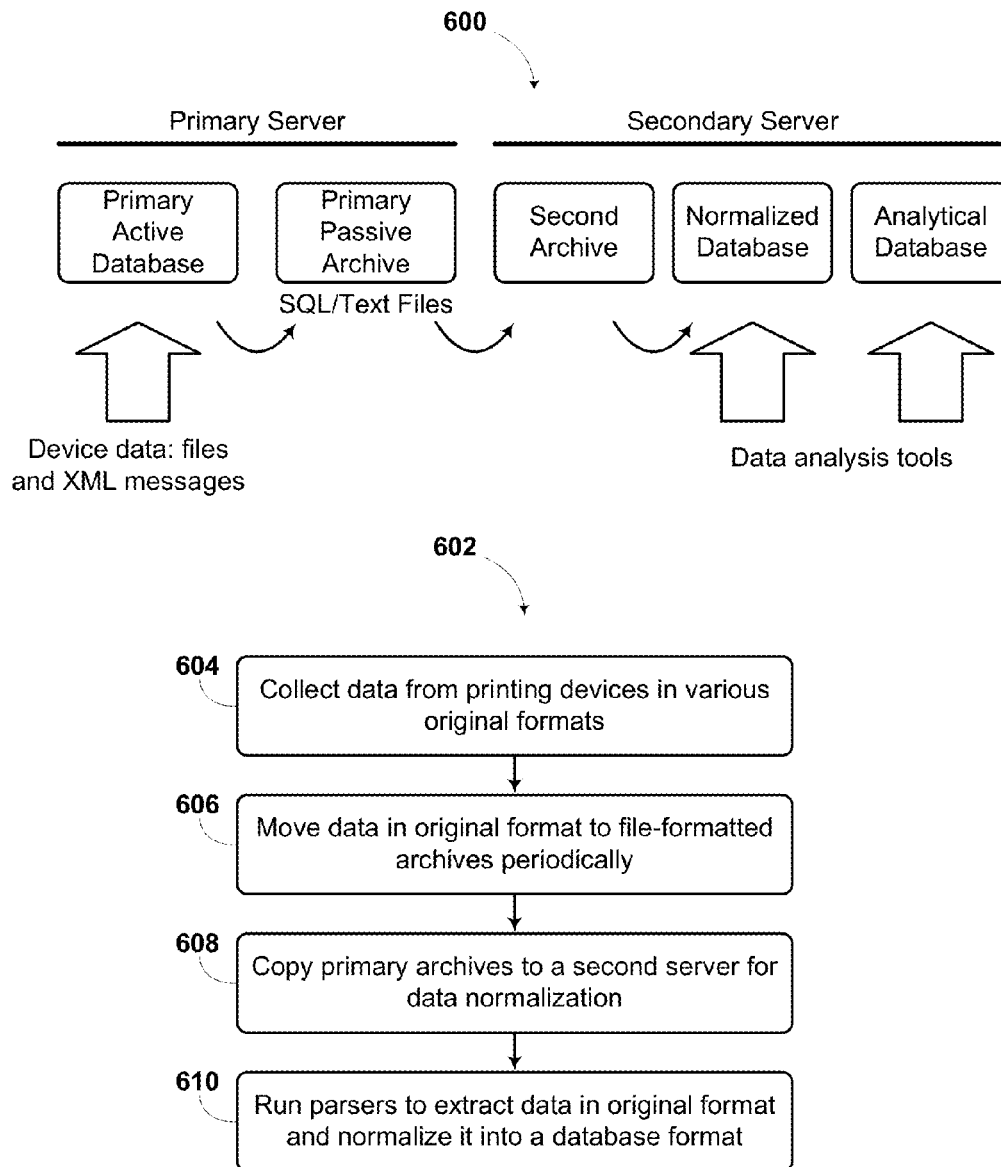 600
Primary Server
Secondary Server
Primary
Active
Database
Primary
Passive
Archive
Second
Archive
Normalized
Database
Analytical
Database
SQL/Text Files
Device data: files
and XML messages
Data analysis tools
602
604
Collect data from printing devices in various
original formats
606
Move data in original format to file-formatted
archives periodically
608
Copy primary archives to a second server for
data normalization
610
Run parsers to extract data in original format
and normalize it into a database format